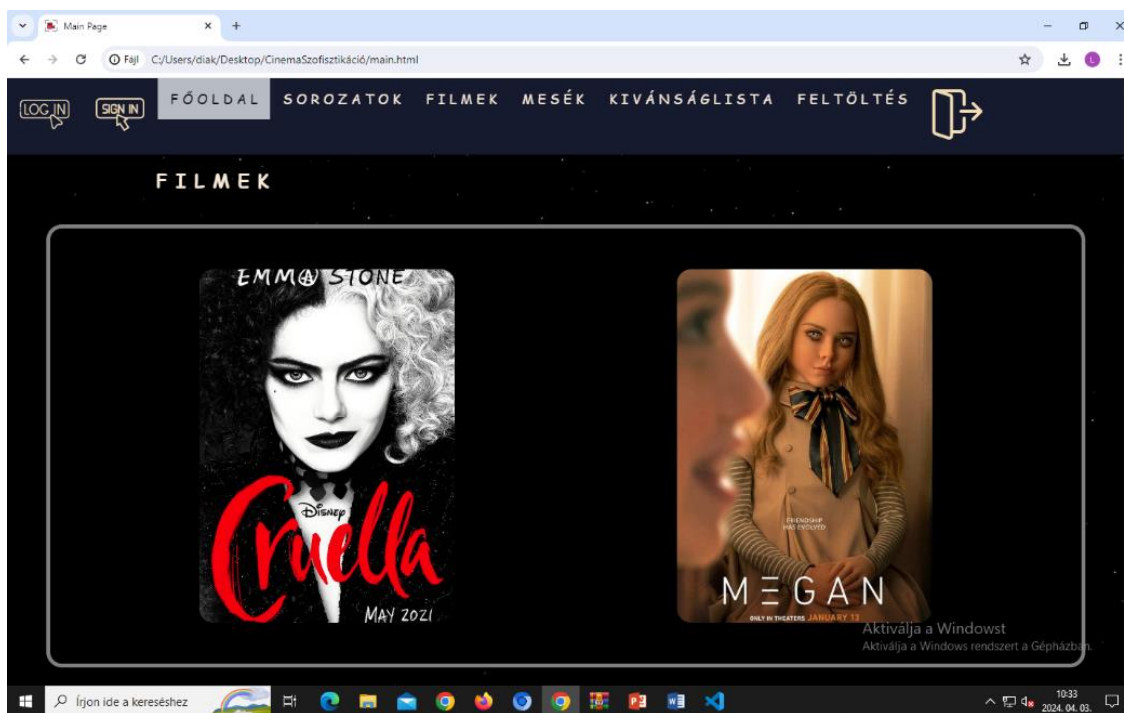 Main Page
Fájl C:/Users/diak/Desktop/CinemaSzofisztikáció/main.html
L
LOG IN SIGN IN FŐOLDAL SOROZATOK FILMEK MESÉK KIVÁNSÁGLISTA FELTÖLTÉS
FILMEK
EMMA STONE
Disney
Cruella
MAY 2021
FRIENDSHIP
HAS EVOLVED
MEGAN
ONLY IN THEATERS JANUARY 13
Aktiválja a Windowst
Aktiválja a Windows rendszert a Gépházban.
Írjon ide a kereséshez
10:33
2024. 04. 03.